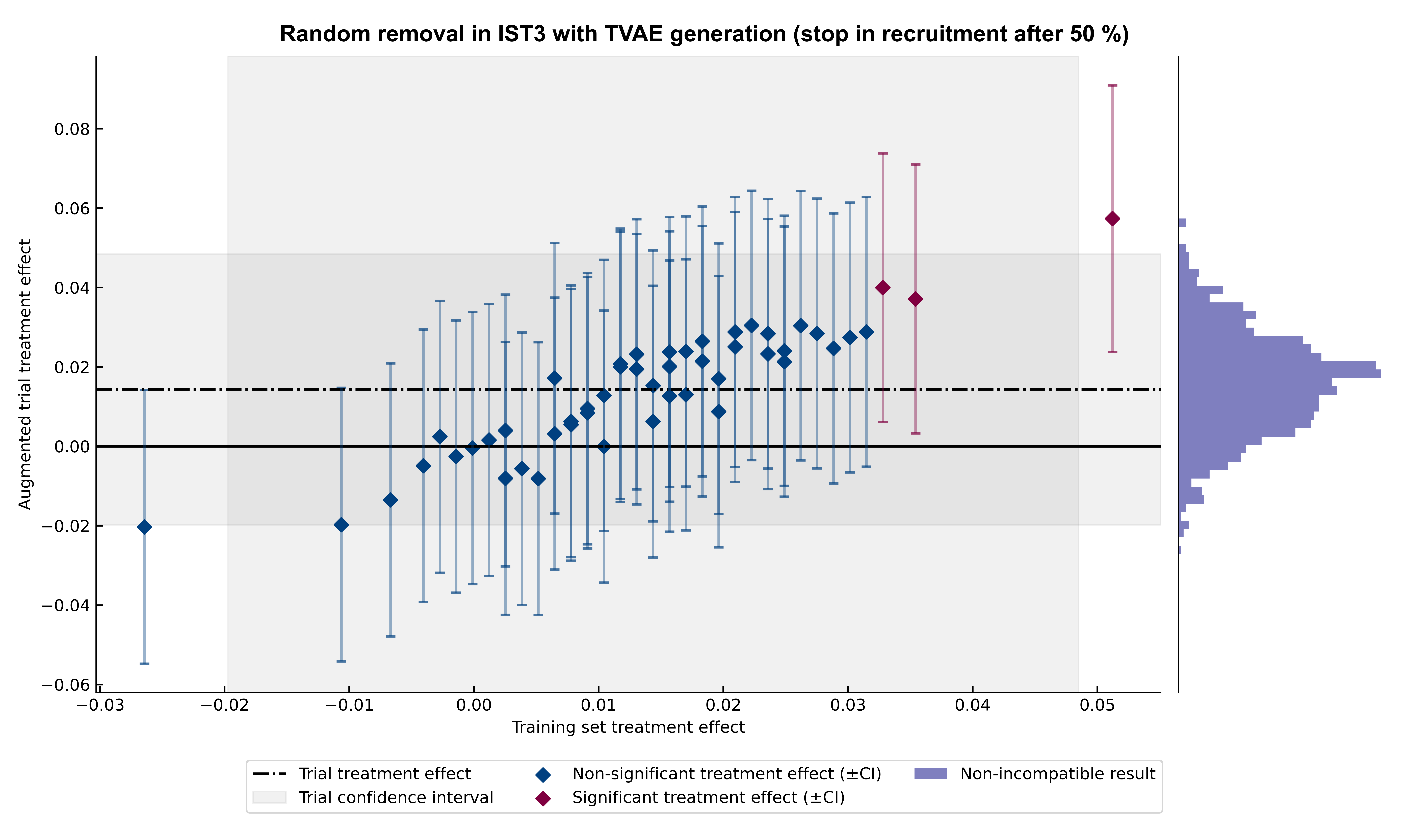 Random removal in IST3 with TVAE generation (stop in recruitment after 50 %)
Augmented trial treatment effect
0.08
0.06
0.04
0.02
0.00
−0.02
−0.04
−0.06
−0.03 −0.02 −0.01 0.00 0.01 0.02 0.03 0.04 0.05
Training set treatment effect
Trial treatment effect
Trial confidence interval
Non-significant treatment effect (±CI)
Significant treatment effect (±CI)
Non-incompatible result